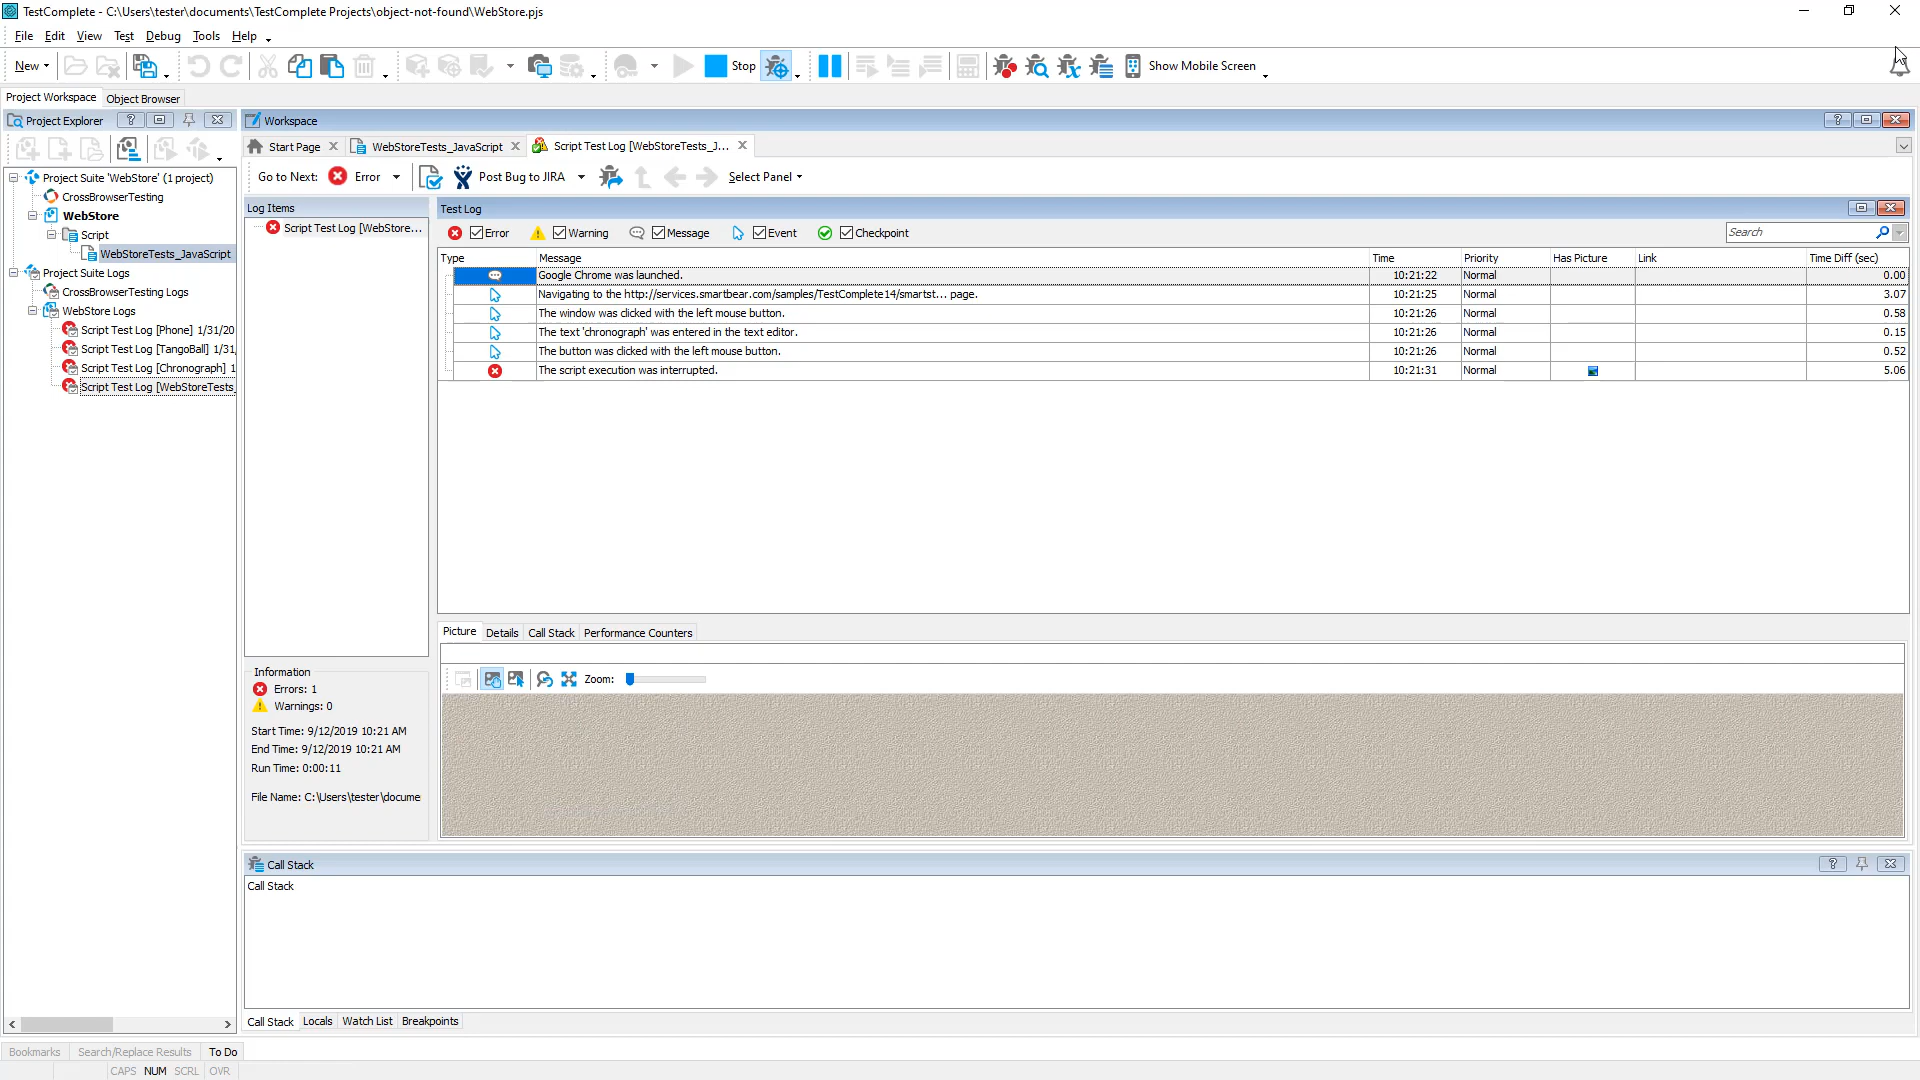 TestComplete - C:\Users\tester\documents\TestComplete Projects\object-not-found\WebStore.pjs
File Edit View Test Debug Tools Help
New Stop Show Mobile Screen
Project Workspace Object Browser
Project Explorer
Workspace
Start Page WebStoreTests_JavaScript Script Test Log [WebStoreTests_J...
Go to Next: Error Post Bug to JIRA Select Panel
Project Suite 'WebStore' (1 project)
CrossBrowserTesting
WebStore
Script
WebStoreTests_JavaScript
Project Suite Logs
CrossBrowserTesting Logs
WebStore Logs
Script Test Log [Phone] 1/31/20
Script Test Log [TangoBall] 1/31,
Script Test Log [Chronograph] 1
Script Test Log [WebStoreTests_
Log Items
Script Test Log [WebStore...
Test Log
Error Warning Message Event Checkpoint Search
Type Message Time Priority Has Picture Link Time Diff (sec)
Google Chrome was launched. 10:21:22 Normal 0.00
Navigating to the http://services.smartbear.com/samples/TestComplete14/smartst... page. 10:21:25 Normal 3.07
The window was clicked with the left mouse button. 10:21:26 Normal 0.58
The text 'chronograph' was entered in the text editor. 10:21:26 Normal 0.15
The button was clicked with the left mouse button. 10:21:26 Normal 0.52
The script execution was interrupted. 10:21:31 Normal 5.06
Picture Details Call Stack Performance Counters
Zoom:
Information
Errors: 1
Warnings: 0
Start Time: 9/12/2019 10:21 AM
End Time: 9/12/2019 10:21 AM
Run Time: 0:00:11
File Name: C:\Users\tester\docume
Call Stack
Call Stack
Call Stack Locals Watch List Breakpoints
Bookmarks Search/Replace Results To Do
CAPS NUM SCRL OVR